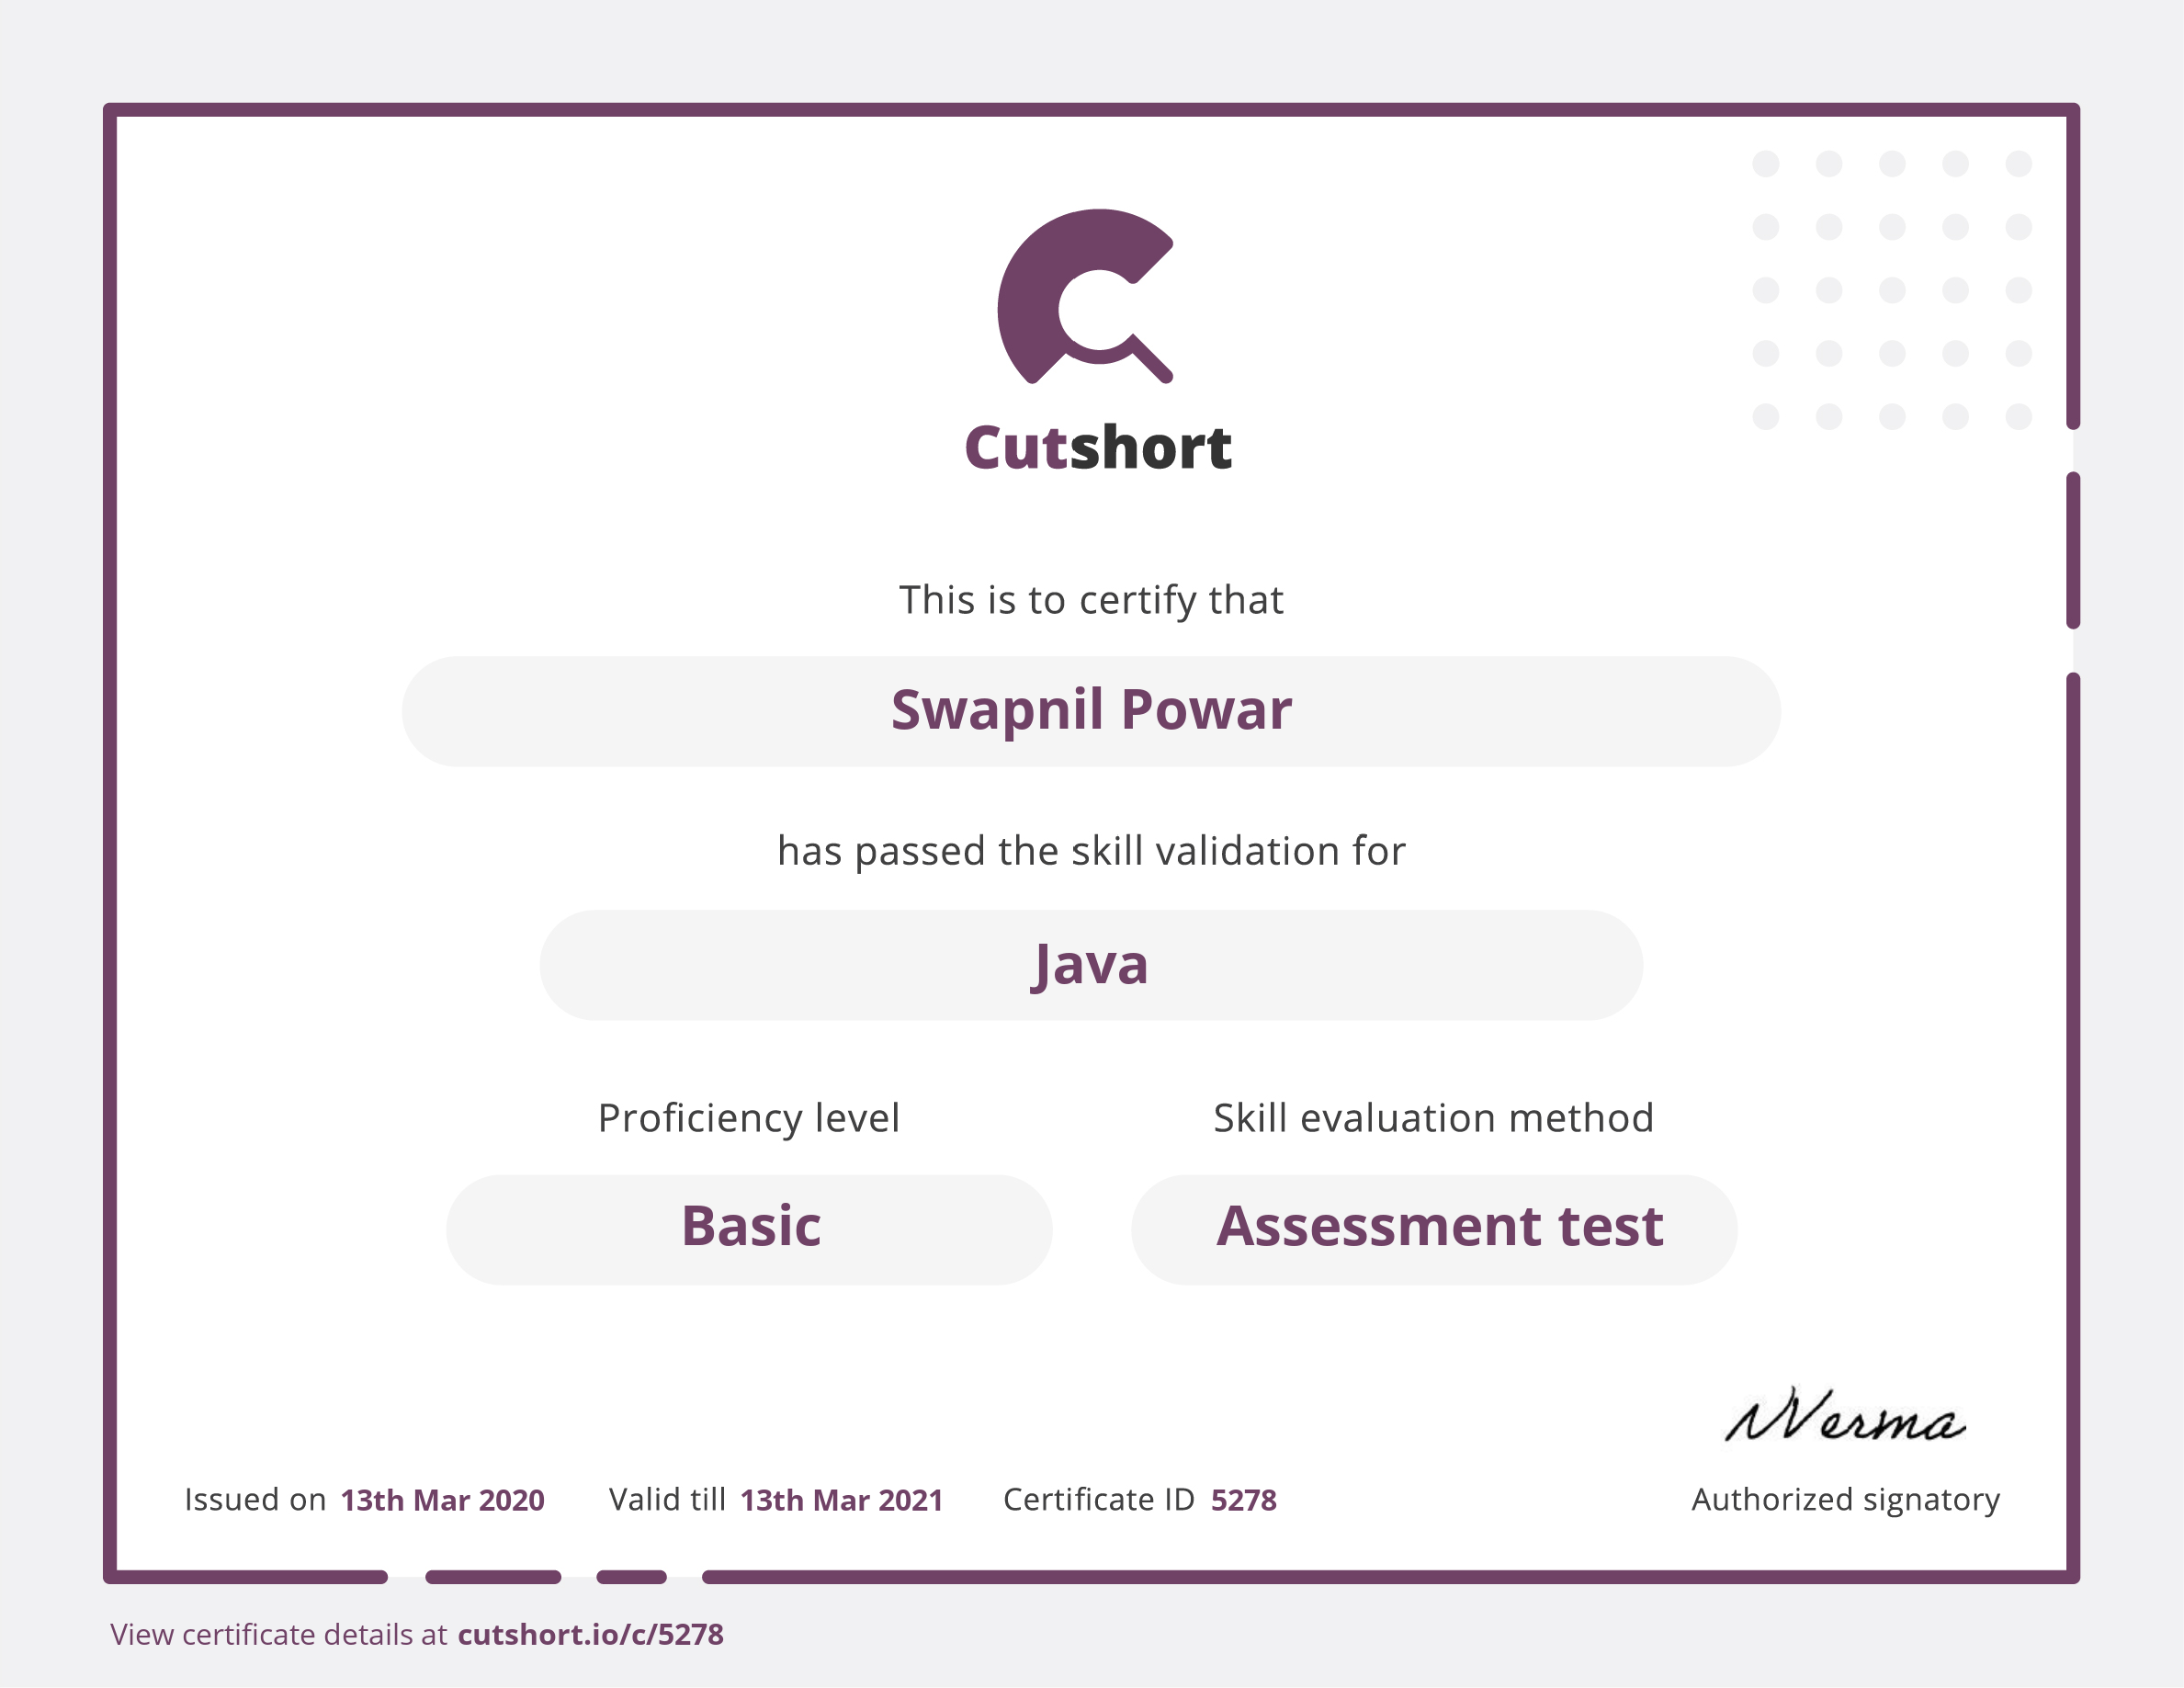 Cutshort
This is to certify that
Swapnil Powar
has passed the skill validation for
Java
Proficiency level
Skill evaluation method
Basic
Assessment test
NVerma
Issued on 13th Mar 2020
Valid till 13th Mar 2021
Certificate ID 5278
Authorized signatory
View certificate details at cutshort.io/c/5278